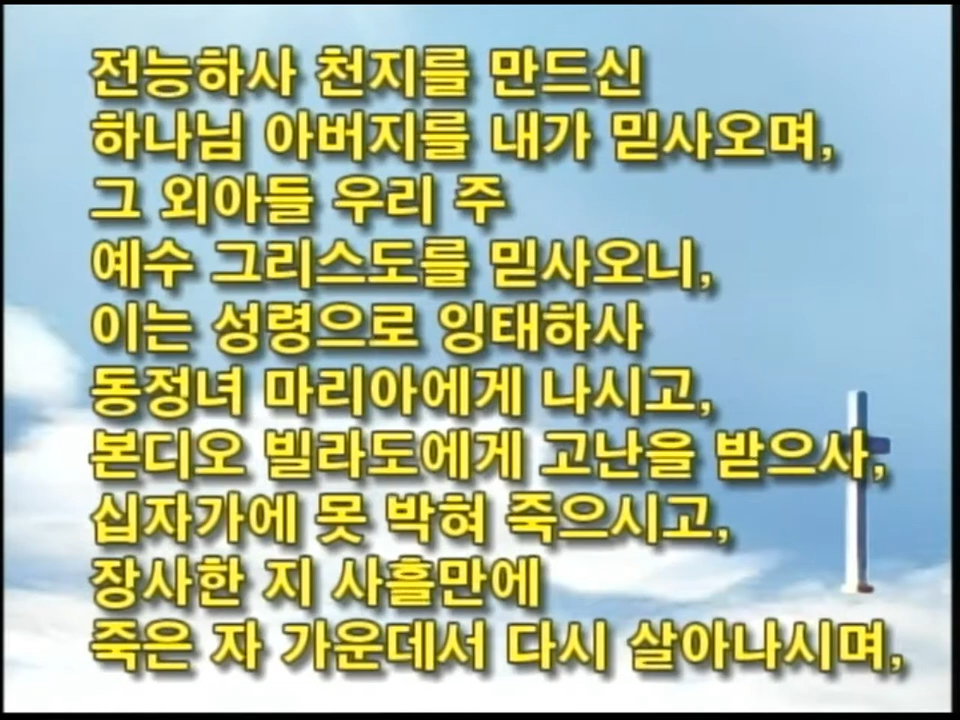 전능하사 천지를 만드신
하나님 아버지를 내가 믿사오며,
그 외아들 우리 주
예수 그리스도를 믿사오니,
이는 성령으로 잉태하사
동정녀 마리아에게 나시고,
본디오 빌라도에게 고난을 받으사,
십자가에 못 박혀 죽으시고,
장사한 지 사흘만에
죽은 자 가운데서 다시 살아나시며,